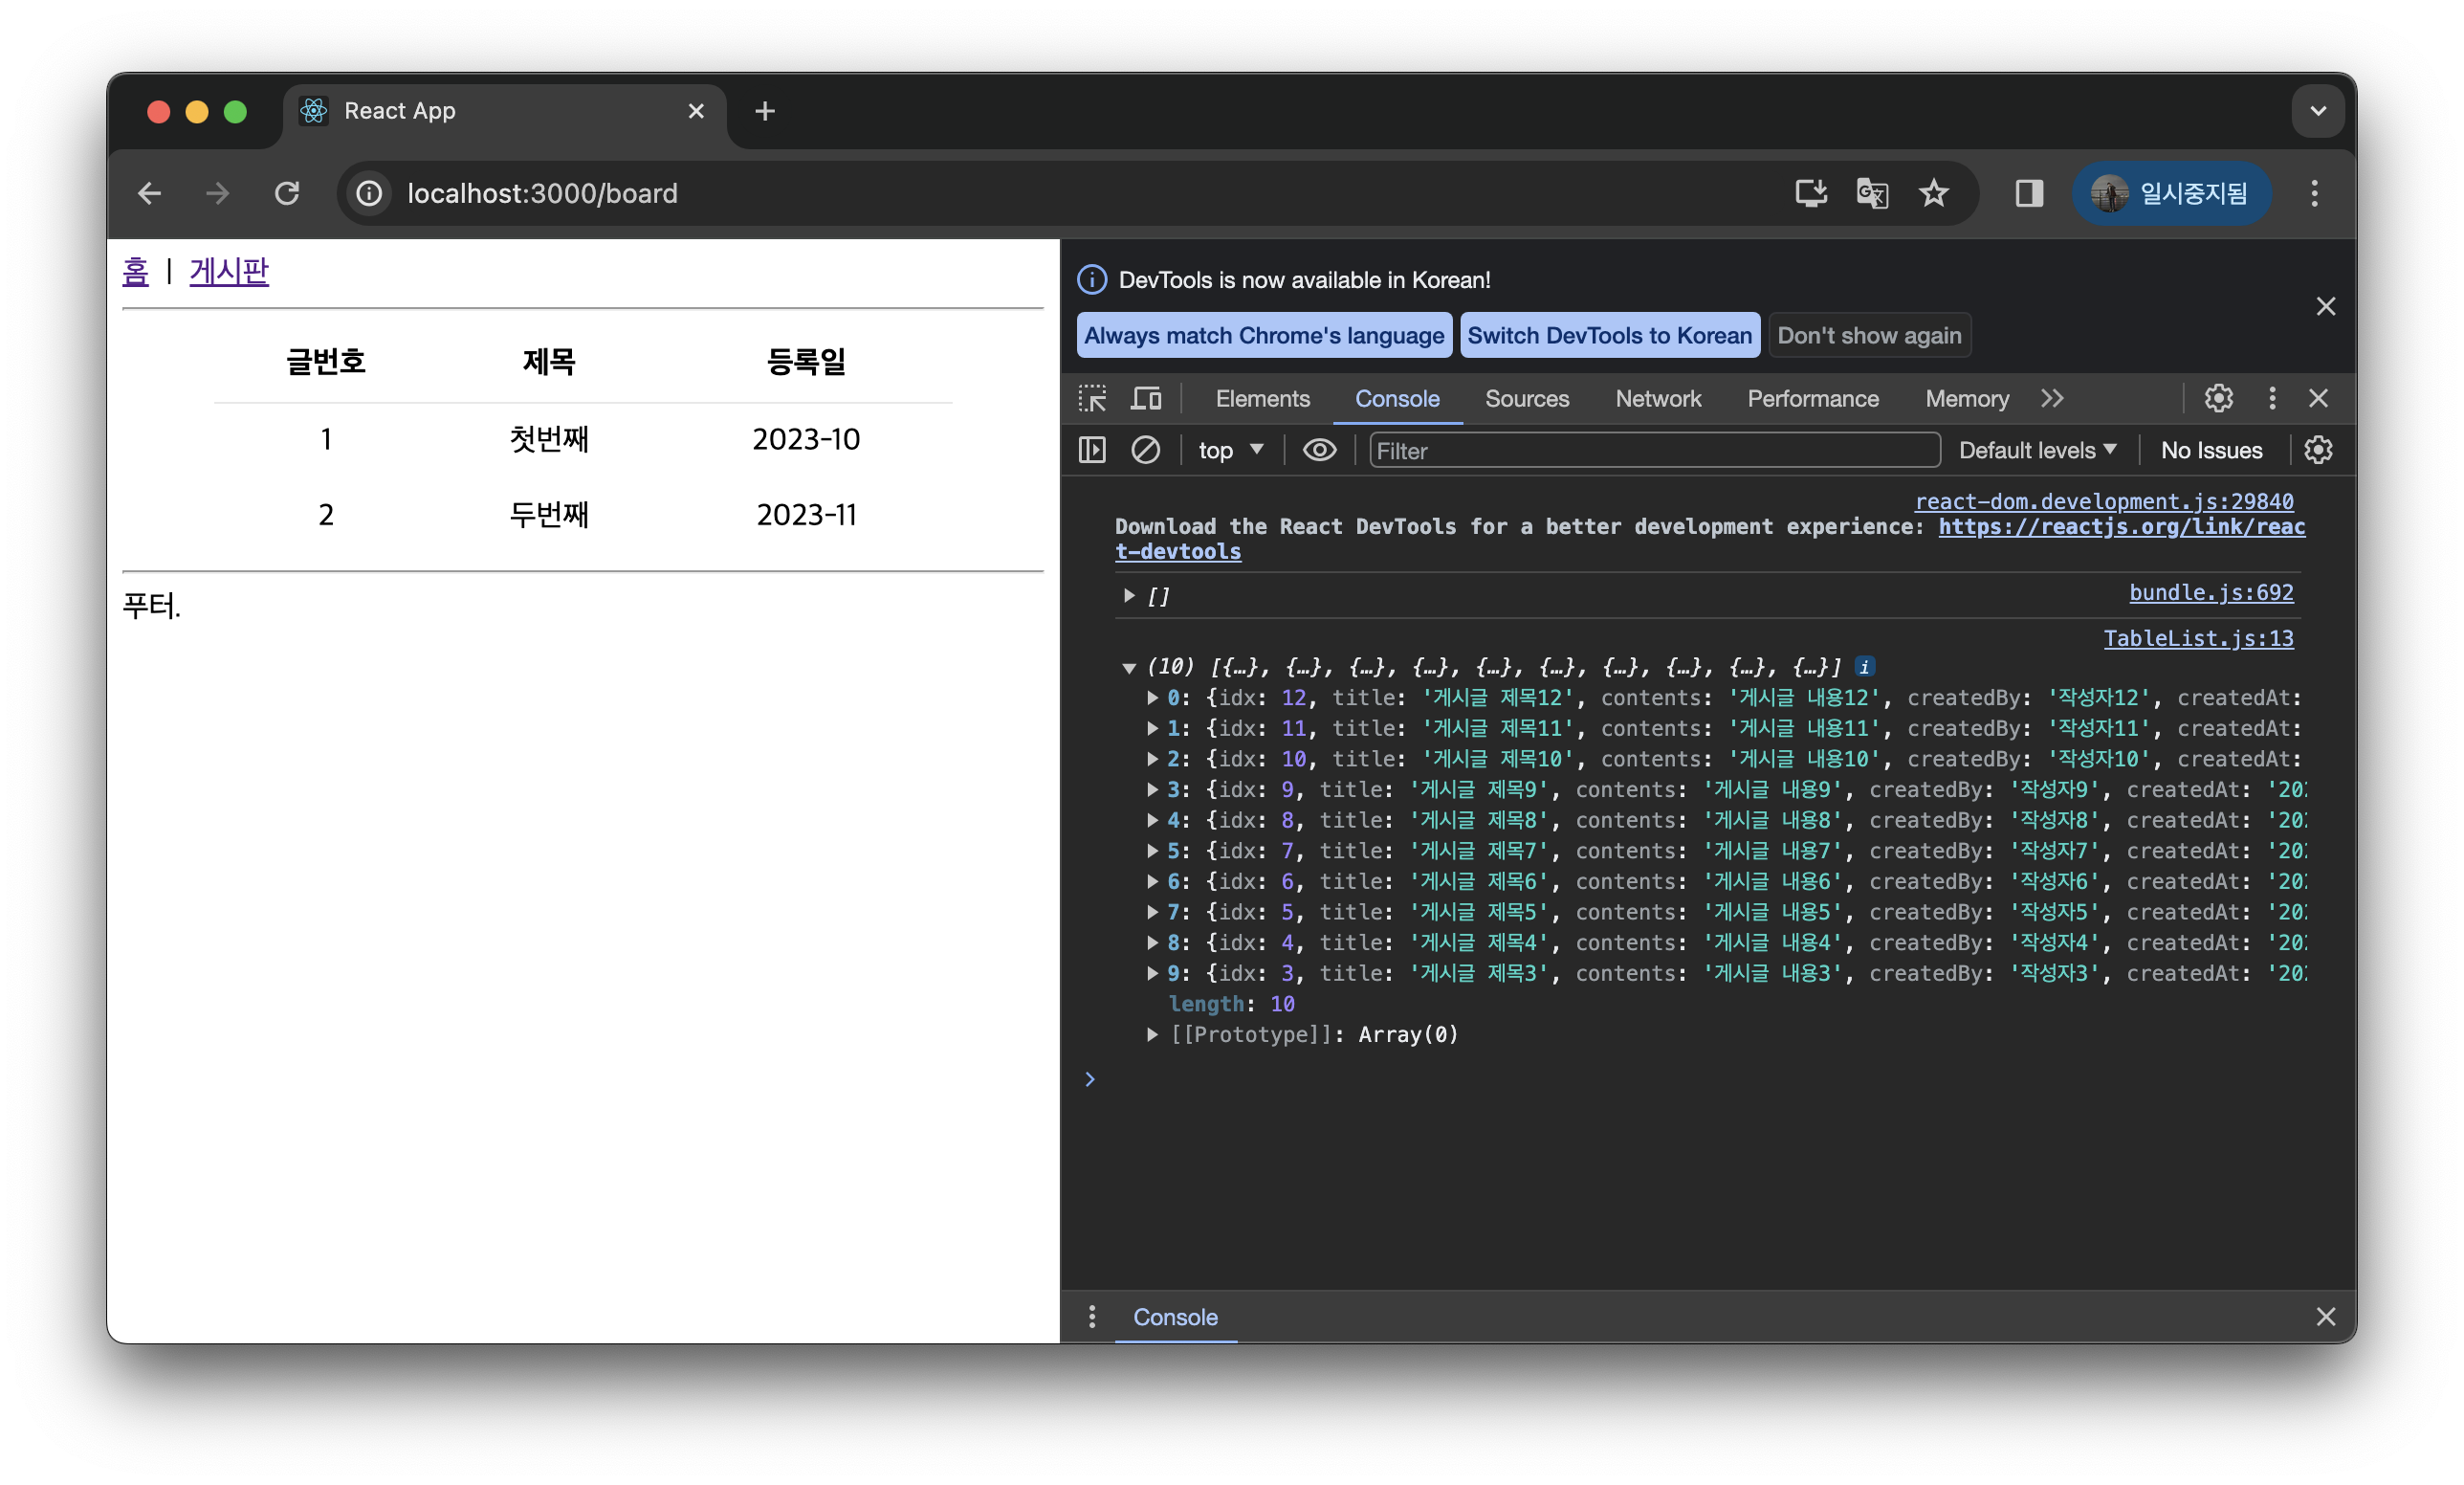 React App
localhost:3000/board
일시중지됨
홈 | 게시판
글번호 제목 등록일
1 첫번째 2023-10
2 두번째 2023-11
푸터.
DevTools is now available in Korean!
Always match Chrome's language Switch DevTools to Korean Don't show again
Elements Console Sources Network Performance Memory
top Filter Default levels No Issues
react-dom.development.js:29840
Download the React DevTools for a better development experience: https://reactjs.org/link/reac
t-devtools
[] bundle.js:692
TableList.js:13
(10) [{…}, {…}, {…}, {…}, {…}, {…}, {…}, {…}, {…}, {…}] i
0: {idx: 12, title: '게시글 제목12', contents: '게시글 내용12', createdBy: '작성자12', createdAt:
1: {idx: 11, title: '게시글 제목11', contents: '게시글 내용11', createdBy: '작성자11', createdAt:
2: {idx: 10, title: '게시글 제목10', contents: '게시글 내용10', createdBy: '작성자10', createdAt:
3: {idx: 9, title: '게시글 제목9', contents: '게시글 내용9', createdBy: '작성자9', createdAt: '20
4: {idx: 8, title: '게시글 제목8', contents: '게시글 내용8', createdBy: '작성자8', createdAt: '20
5: {idx: 7, title: '게시글 제목7', contents: '게시글 내용7', createdBy: '작성자7', createdAt: '20
6: {idx: 6, title: '게시글 제목6', contents: '게시글 내용6', createdBy: '작성자6', createdAt: '20
7: {idx: 5, title: '게시글 제목5', contents: '게시글 내용5', createdBy: '작성자5', createdAt: '20
8: {idx: 4, title: '게시글 제목4', contents: '게시글 내용4', createdBy: '작성자4', createdAt: '20
9: {idx: 3, title: '게시글 제목3', contents: '게시글 내용3', createdBy: '작성자3', createdAt: '20
length: 10
[[Prototype]]: Array(0)
Console